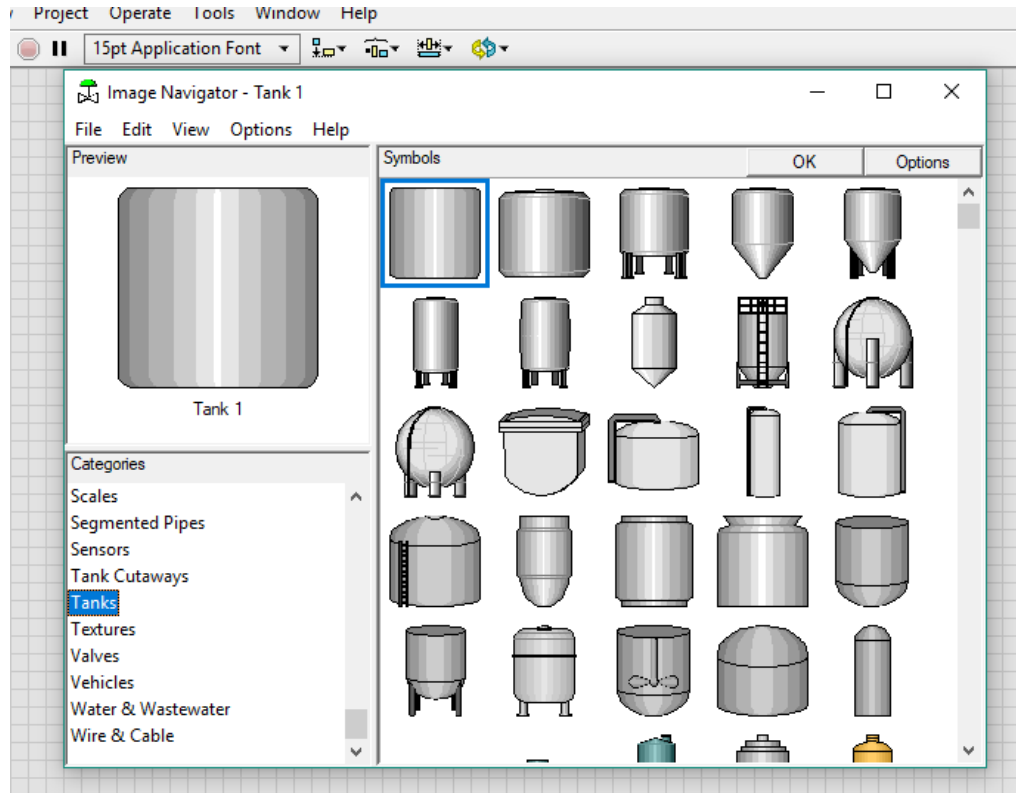 Project Operate Tools Window Help
15pt Application Font
Image Navigator - Tank 1
File Edit View Options Help
Preview
Symbols
OK
Options
Tank 1
Categories
Scales
Segmented Pipes
Sensors
Tank Cutaways
Tanks
Textures
Valves
Vehicles
Water & Wastewater
Wire & Cable